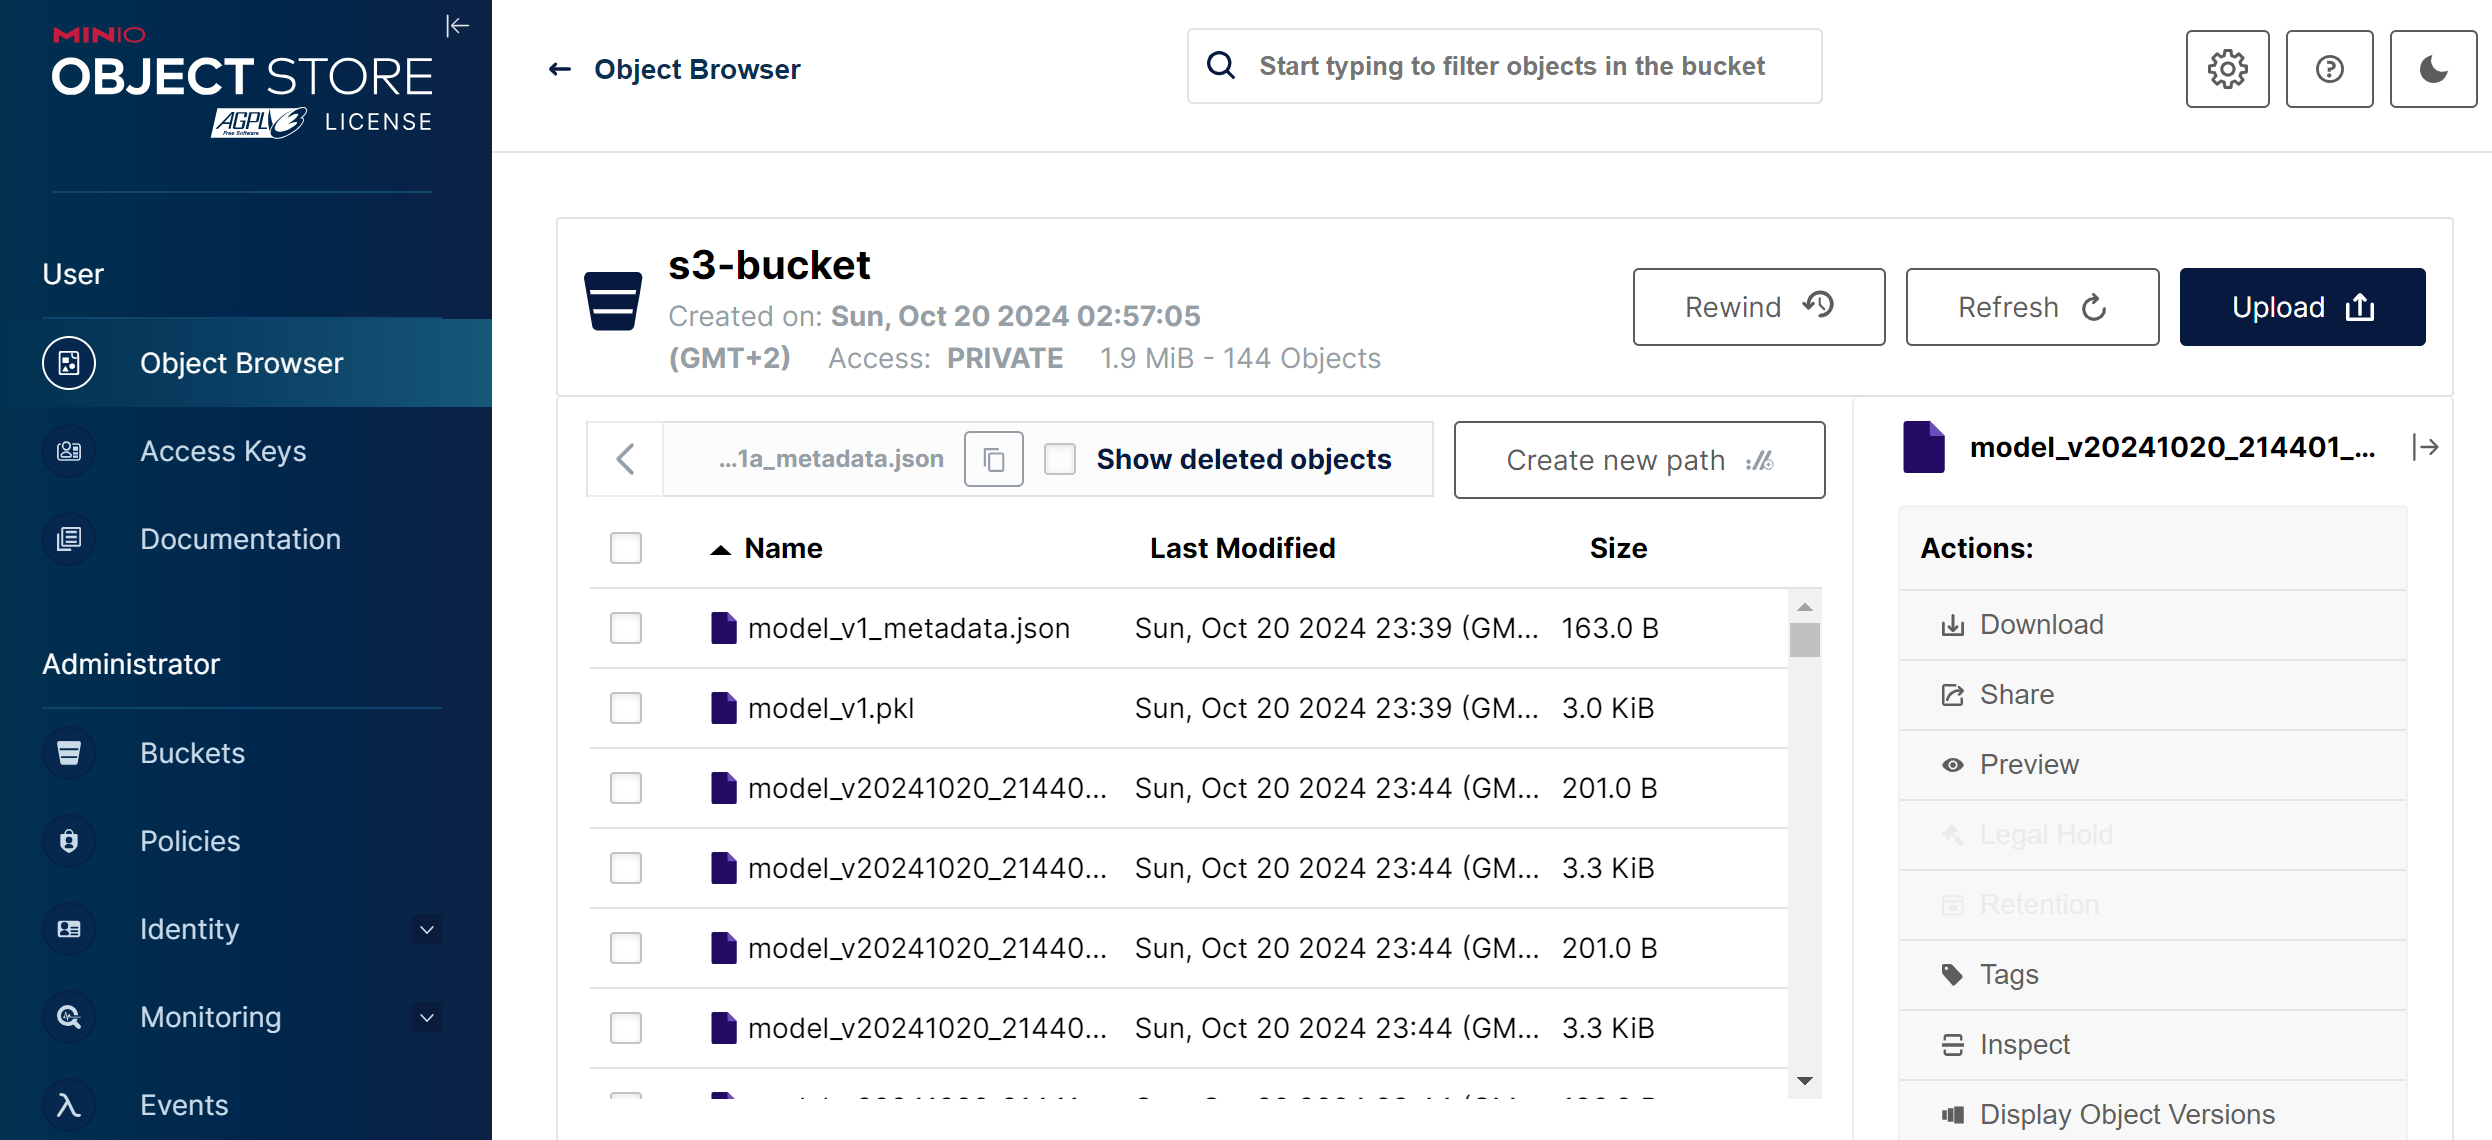 MINIO
OBJECT STORE
AGPL v3 Free Software LICENSE
User
Object Browser
Access Keys
Documentation
Administrator
Buckets
Policies
Identity
Monitoring
Events
Object Browser
Start typing to filter objects in the bucket
s3-bucket
Created on: Sun, Oct 20 2024 02:57:05
(GMT+2) Access: PRIVATE 1.9 MiB - 144 Objects
Rewind
Refresh
Upload
...1a_metadata.json
Show deleted objects
Create new path
Name Last Modified Size
model_v1_metadata.json Sun, Oct 20 2024 23:39 (GM... 163.0 B
model_v1.pkl Sun, Oct 20 2024 23:39 (GM... 3.0 KiB
model_v20241020_21440... Sun, Oct 20 2024 23:44 (GM... 201.0 B
model_v20241020_21440... Sun, Oct 20 2024 23:44 (GM... 3.3 KiB
model_v20241020_21440... Sun, Oct 20 2024 23:44 (GM... 201.0 B
model_v20241020_21440... Sun, Oct 20 2024 23:44 (GM... 3.3 KiB
model_v20241020_214401_...
Actions:
Download
Share
Preview
Legal Hold
Retention
Tags
Inspect
Display Object Versions